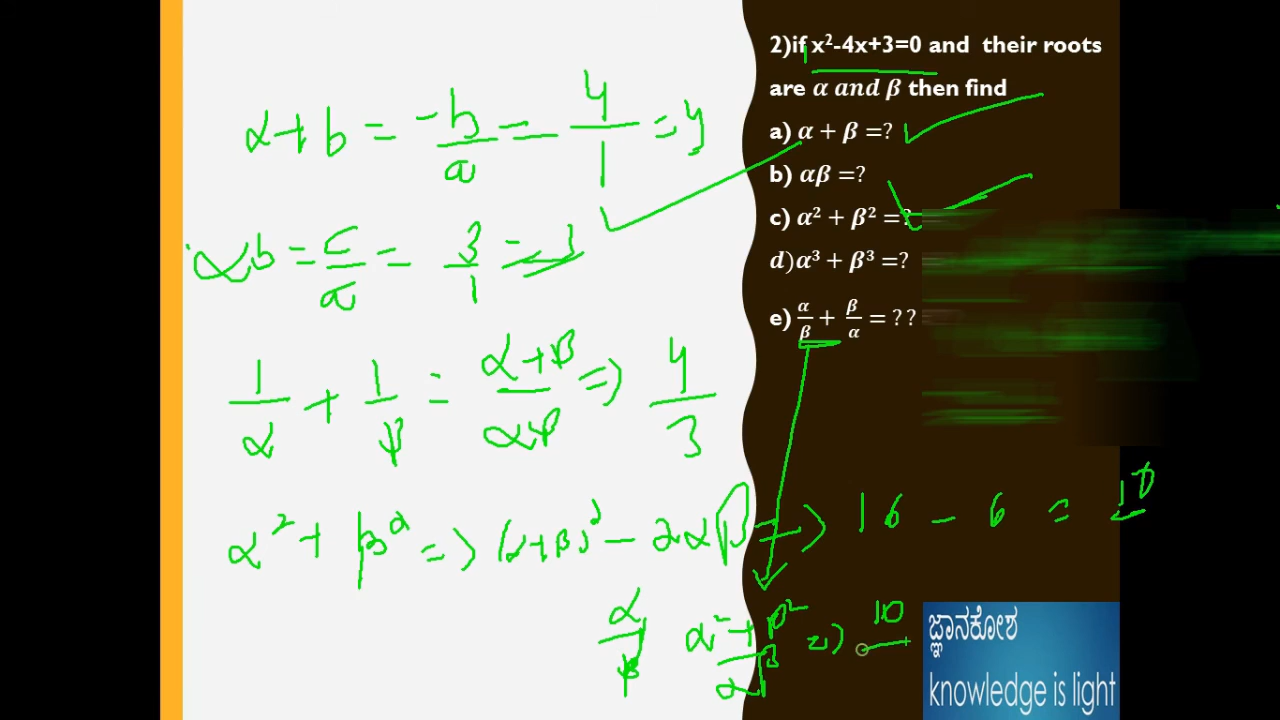 2)if x²-4x+3=0 and their roots
are α and β then find
a) α + β =?
b) αβ =?
c) α² + β² =?
d)α³ + β³ =?
e) α/β + β/α = ??
α+b = -b/a = 4/1 = 4
αb = c/a = 3/1 = 3
1/α + 1/β = α+β/αβ => 4/3
α² + β² => (α+β)² - 2αβ => 16 - 6 = 10
α/β α²+β²/αβ => 10
ಜ್ಞಾನಕೋಶ
knowledge is light